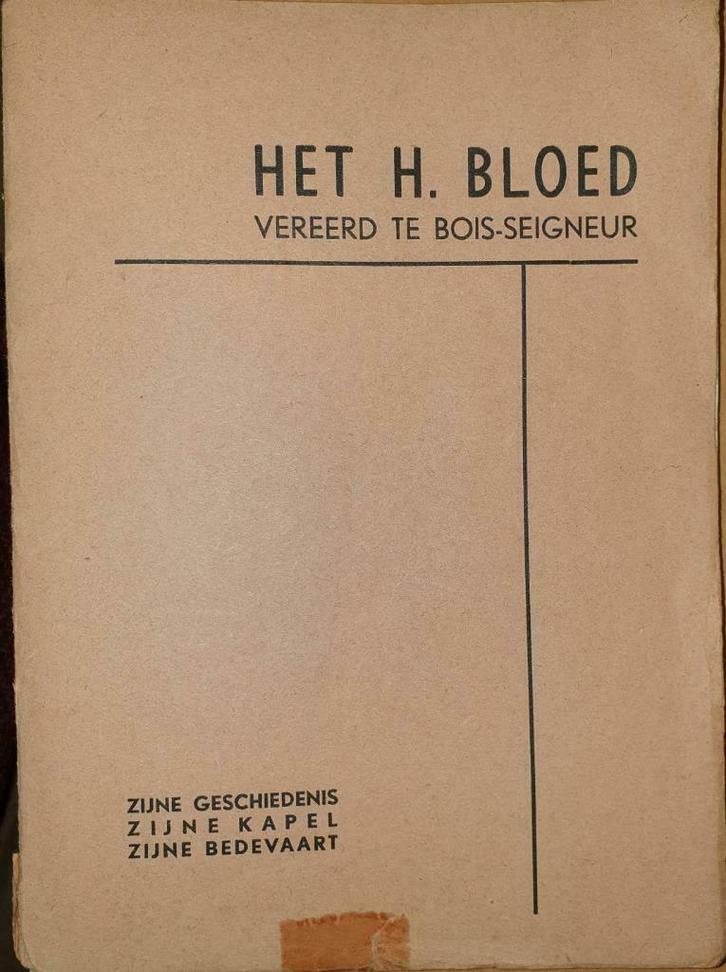 HET H. BLOED
VEREERD TE BOIS-SEIGNEUR
ZIJNE GESCHIEDENIS
ZIJNE KAPEL
ZIJNE BEDEVAART